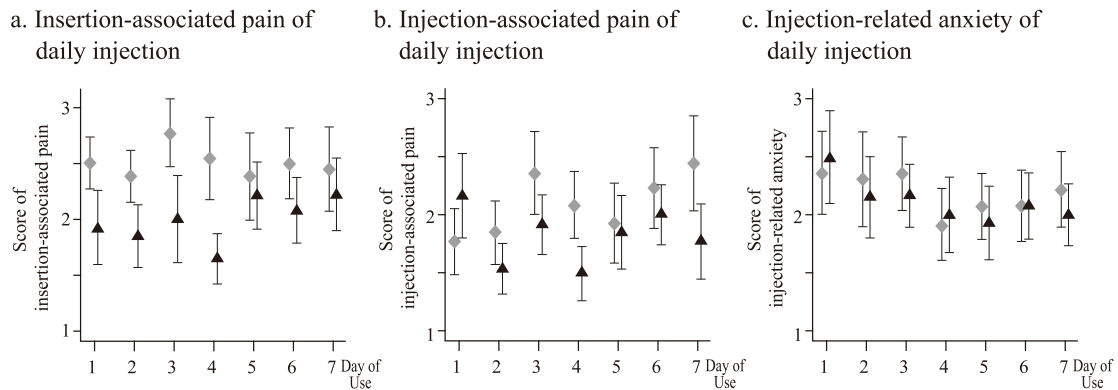 a. Insertion-associated pain of
daily injection
Score of
insertion-associated pain
3
2
1
1 2 3 4 5 6 7 Day of
Use
b. Injection-associated pain of
daily injection
Score of
injection-associated pain
3
2
1
1 2 3 4 5 6 7 Day of
Use
c. Injection-related anxiety of
daily injection
Score of
injection-related anxiety
3
2
1
1 2 3 4 5 6 7 Day of
Use